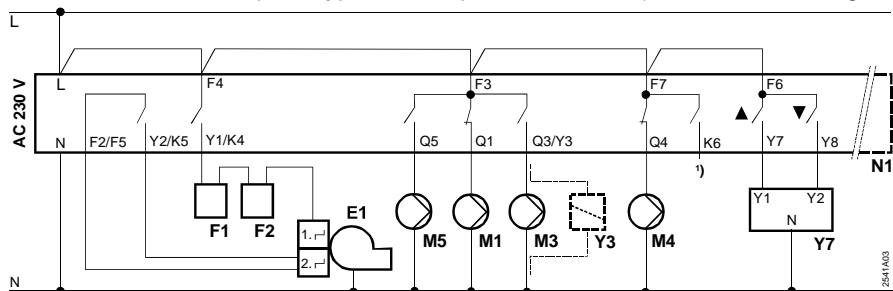 L
AC 230 V
L F4 F3 F7 F6
N F2/F5 Y2/K5 Y1/K4 Q5 Q1 Q3/Y3 Q4 K6 Y7 Y8
¹) N1
Y1 Y2
N
F1 F2 E1 M5 M1 M3 Y3 M4 Y7
1.
2.
N
2541A03